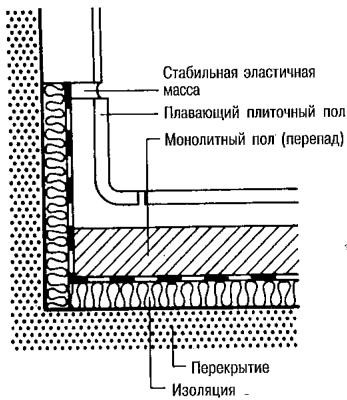 Стабильная эластичная
масса
Плавающий плиточный пол
Монолитный пол (перепад)
Перекрытие
Изоляция